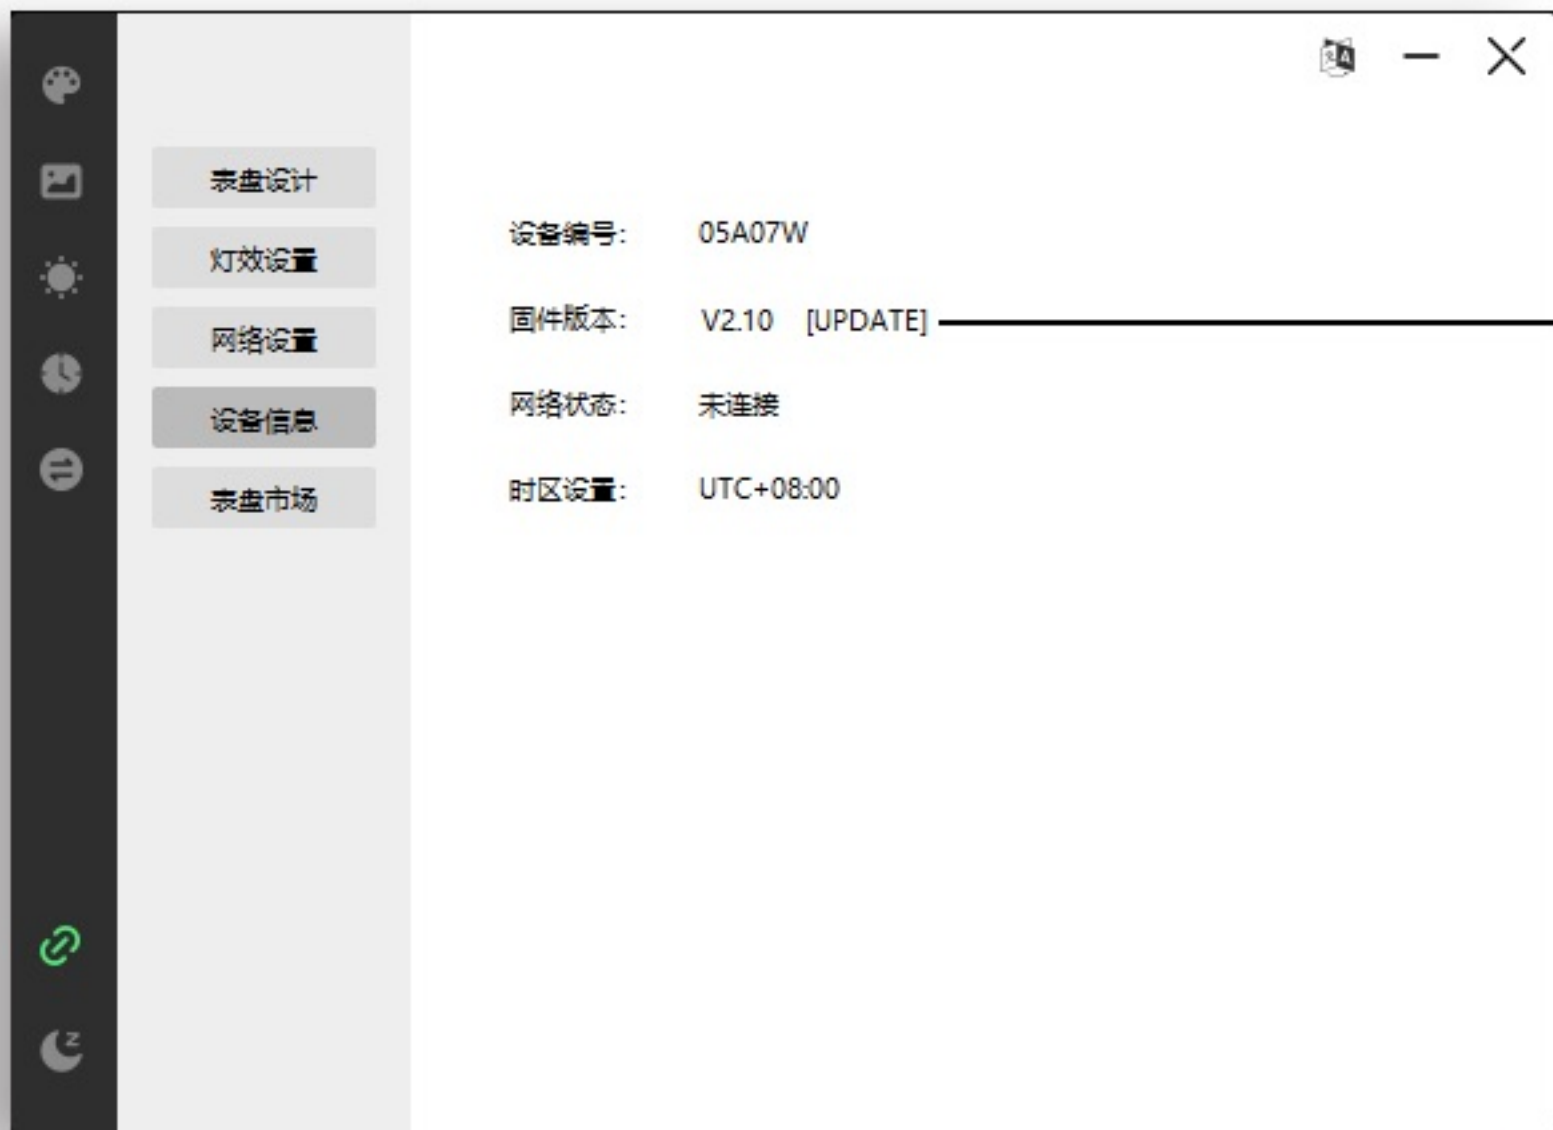 表盘设计
灯效设置
网络设置
设备信息
表盘市场
设备编号: 05A07W
固件版本: V2.10 [UPDATE]
网络状态: 未连接
时区设置: UTC+08:00